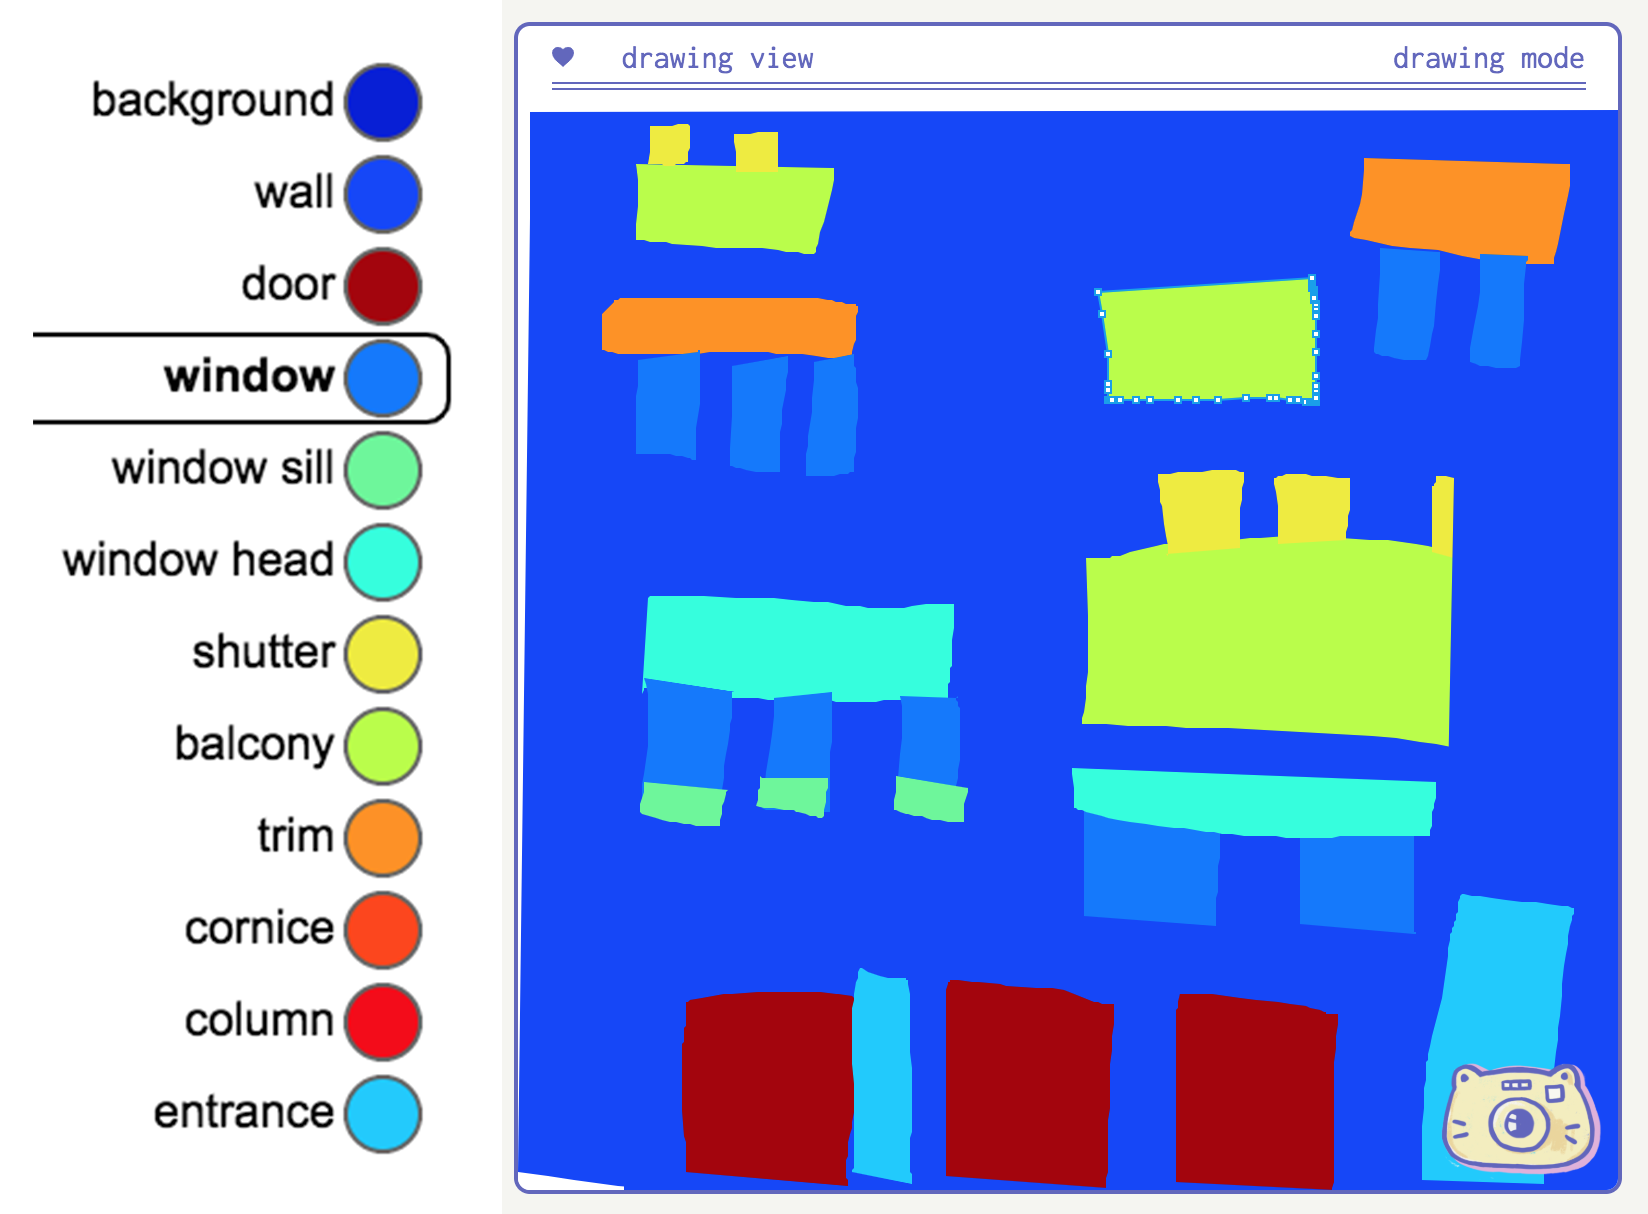 background
wall
door
window
window sill
window head
shutter
balcony
trim
cornice
column
entrance
drawing view
drawing mode